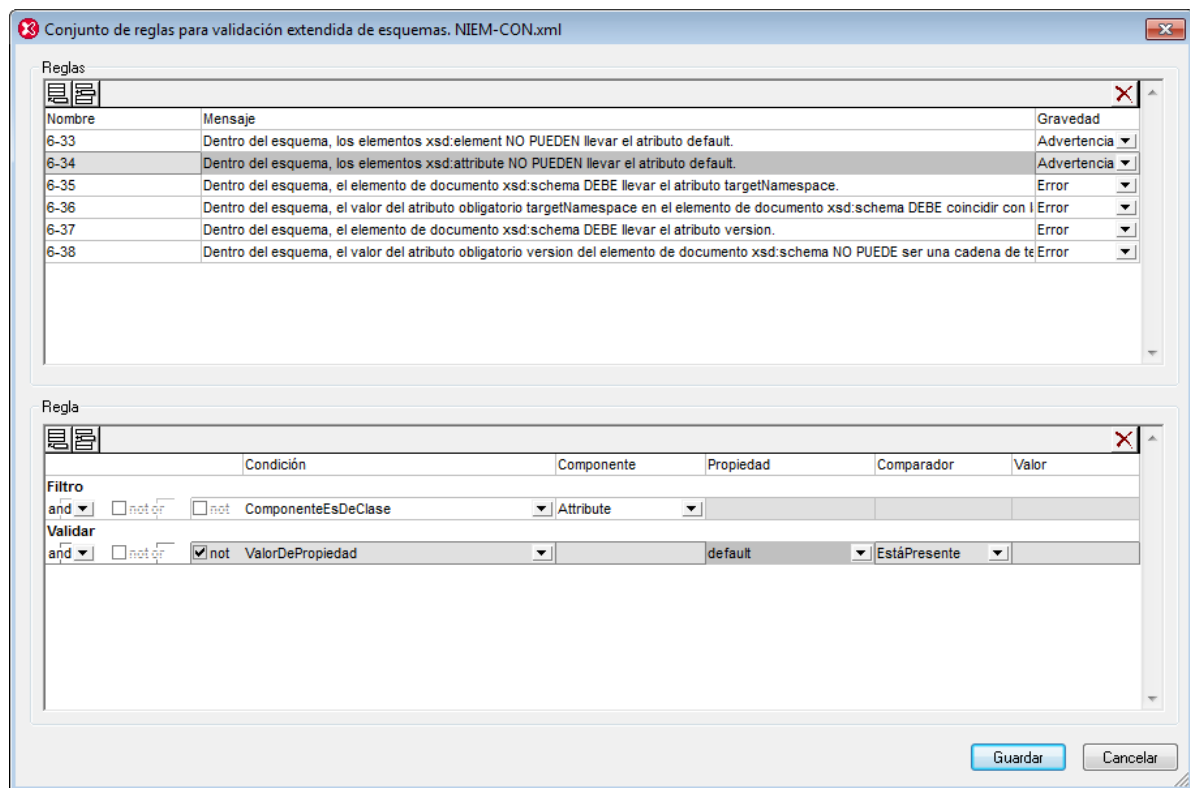 Conjunto de reglas para validación extendida de esquemas. NIEM-CON.xml
Reglas
Nombre Mensaje Gravedad
6-33 Dentro del esquema, los elementos xsd:element NO PUEDEN llevar el atributo default. Advertencia
6-34 Dentro del esquema, los elementos xsd:attribute NO PUEDEN llevar el atributo default. Advertencia
6-35 Dentro del esquema, el elemento de documento xsd:schema DEBE llevar el atributo targetNamespace. Error
6-36 Dentro del esquema, el valor del atributo obligatorio targetNamespace en el elemento de documento xsd:schema DEBE coincidir con Error
6-37 Dentro del esquema, el elemento de documento xsd:schema DEBE llevar el atributo version. Error
6-38 Dentro del esquema, el valor del atributo obligatorio version del elemento de documento xsd:schema NO PUEDE ser una cadena de te Error
Regla
Condición Componente Propiedad Comparador Valor
Filtro
and not or not ComponenteEsDeClase Attribute
Validar
and not or not ValorDePropiedad default EstáPresente
Guardar Cancelar